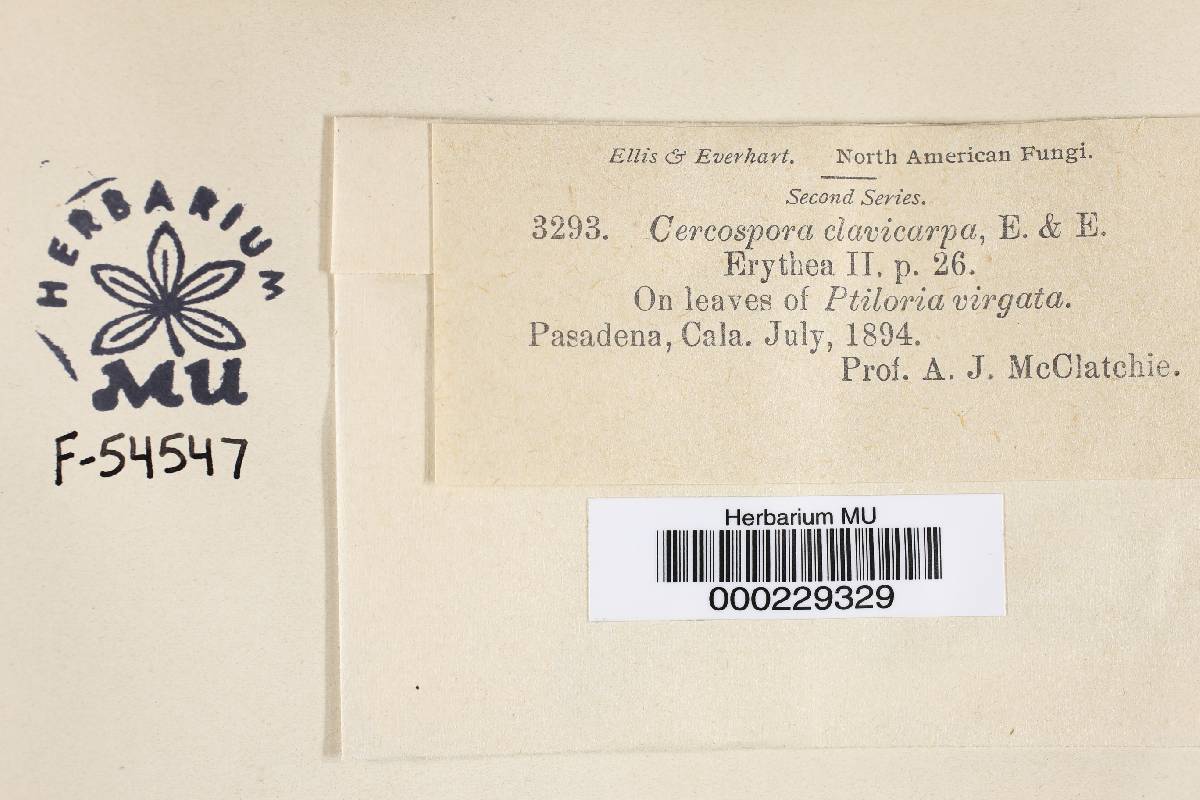 Ellis & Everhart. North American Fungi.
Second Series.
3293. Cercospora clavicarpa, E. & E.
Erythea II, p. 26.
On leaves of Ptiloria virgata.
Pasadena, Cala. July, 1894.
Prof. A. J. McClatchie.
HERBARIUM
MU
F-54547
Herbarium MU
000229329